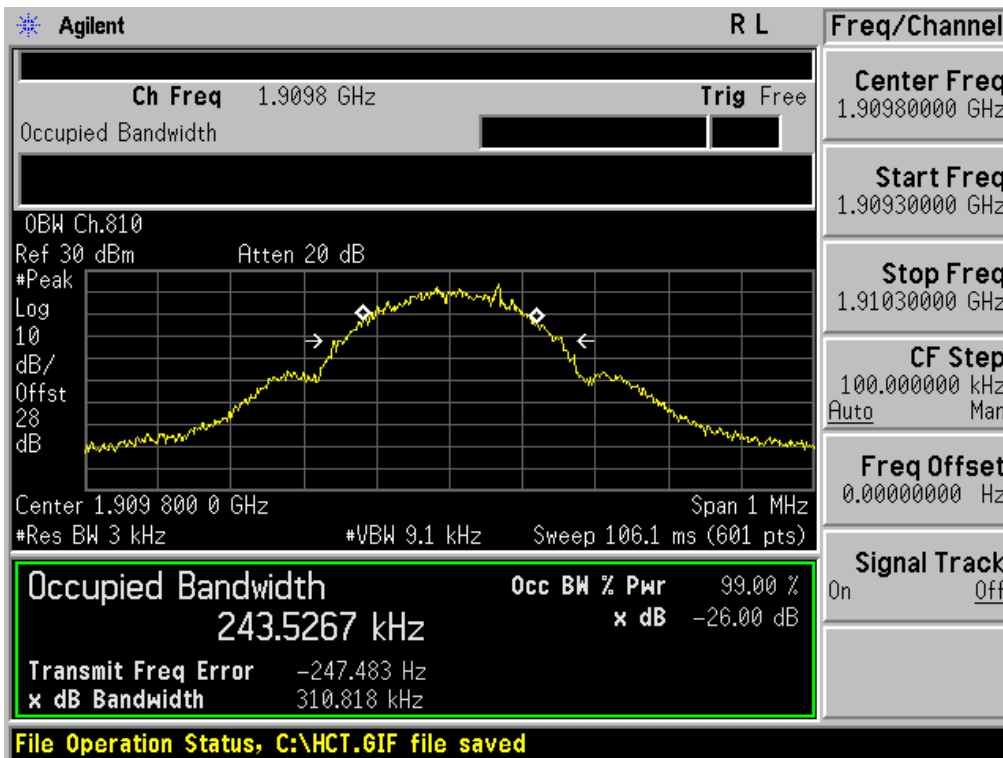 Agilent
R L
Freq/Channel
Ch Freq 1.9098 GHz
Trig Free
Occupied Bandwidth
Center Freq
1.90980000 GHz
Start Freq
1.90930000 GHz
Stop Freq
1.91030000 GHz
CF Step
100.000000 kHz
Auto Man
Freq Offset
0.00000000 Hz
Signal Track
On Off
OBW Ch.810
Ref 30 dBm Atten 20 dB
#Peak
Log
10
dB/
Offst
28
dB
Center 1.909 800 0 GHz Span 1 MHz
#Res BW 3 kHz #VBW 9.1 kHz Sweep 106.1 ms (601 pts)
Occupied Bandwidth
243.5267 kHz
Occ BW % Pwr 99.00 %
x dB -26.00 dB
Transmit Freq Error -247.483 Hz
x dB Bandwidth 310.818 kHz
File Operation Status, C:\HCT.GIF file saved